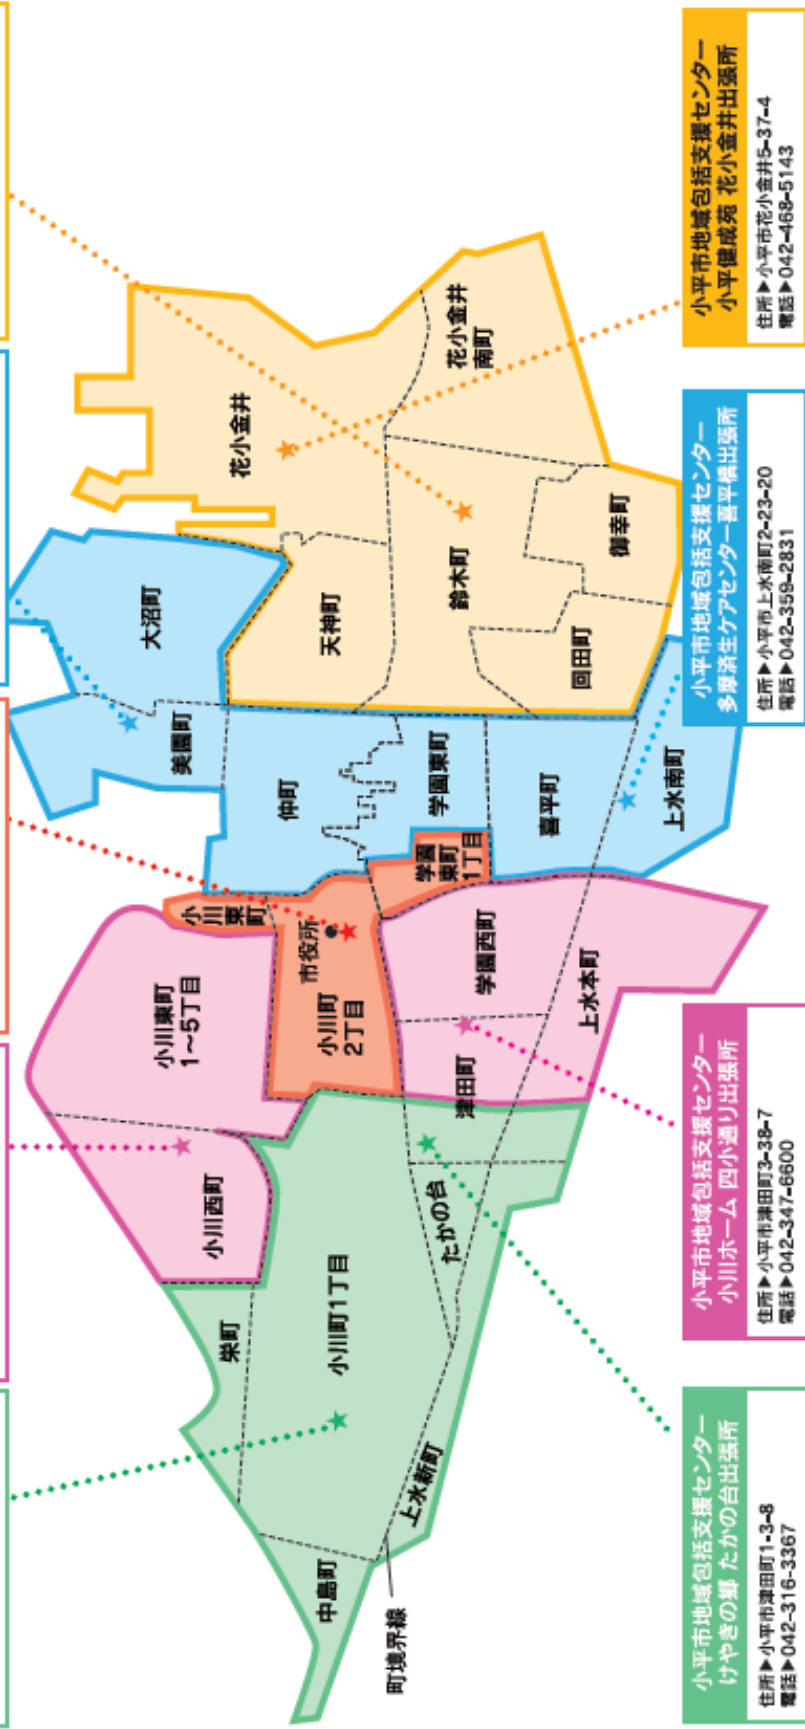 中島町
町境界線
上水新町
栄町
小川町1丁目
たかの台
小川西町
津田町
小川東町
1〜5丁目
小川町
2丁目
市役所
小川
東町
学園西町
上水本町
学園
東町
1丁目
美園町
大沼町
仲町
学園東町
喜平町
上水南町
天神町
花小金井
鈴木町
回田町
御幸町
花小金井
南町
小平市地域包括支援センター
けやきの郷 たかの台出張所
住所▶小平市津田町1-3-8
電話▶042-316-3367
小平市地域包括支援センター
小川ホーム 四小通り出張所
住所▶小平市津田町3-38-7
電話▶042-347-6600
小平市地域包括支援センター
多摩済生ケアセンター喜平橋出張所
住所▶小平市上水南町2-23-20
電話▶042-359-2831
小平市地域包括支援センター
小平健成苑 花小金井出張所
住所▶小平市花小金井5-37-4
電話▶042-468-5143